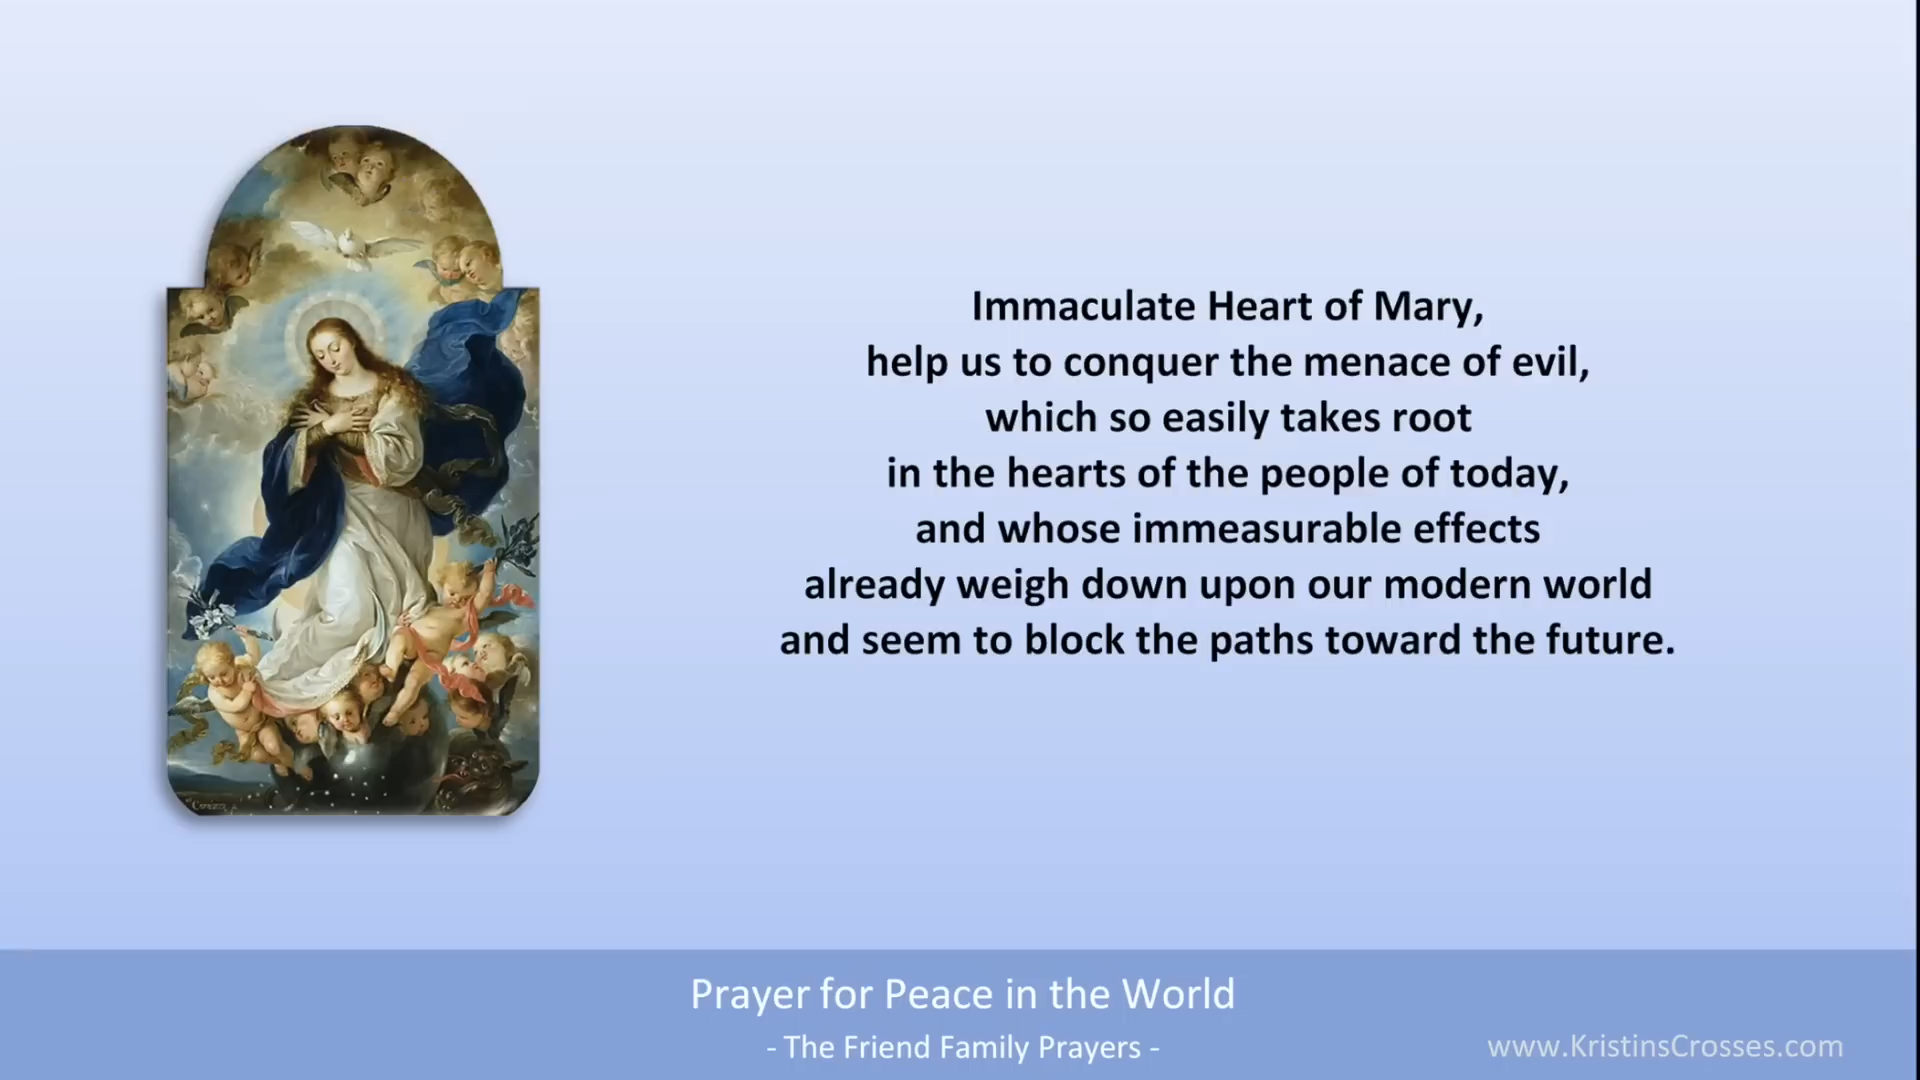 Immaculate Heart of Mary,
help us to conquer the menace of evil,
which so easily takes root
in the hearts of the people of today,
and whose immeasurable effects
already weigh down upon our modern world
and seem to block the paths toward the future.
Prayer for Peace in the World
- The Friend Family Prayers -
www.KristinsCrosses.com